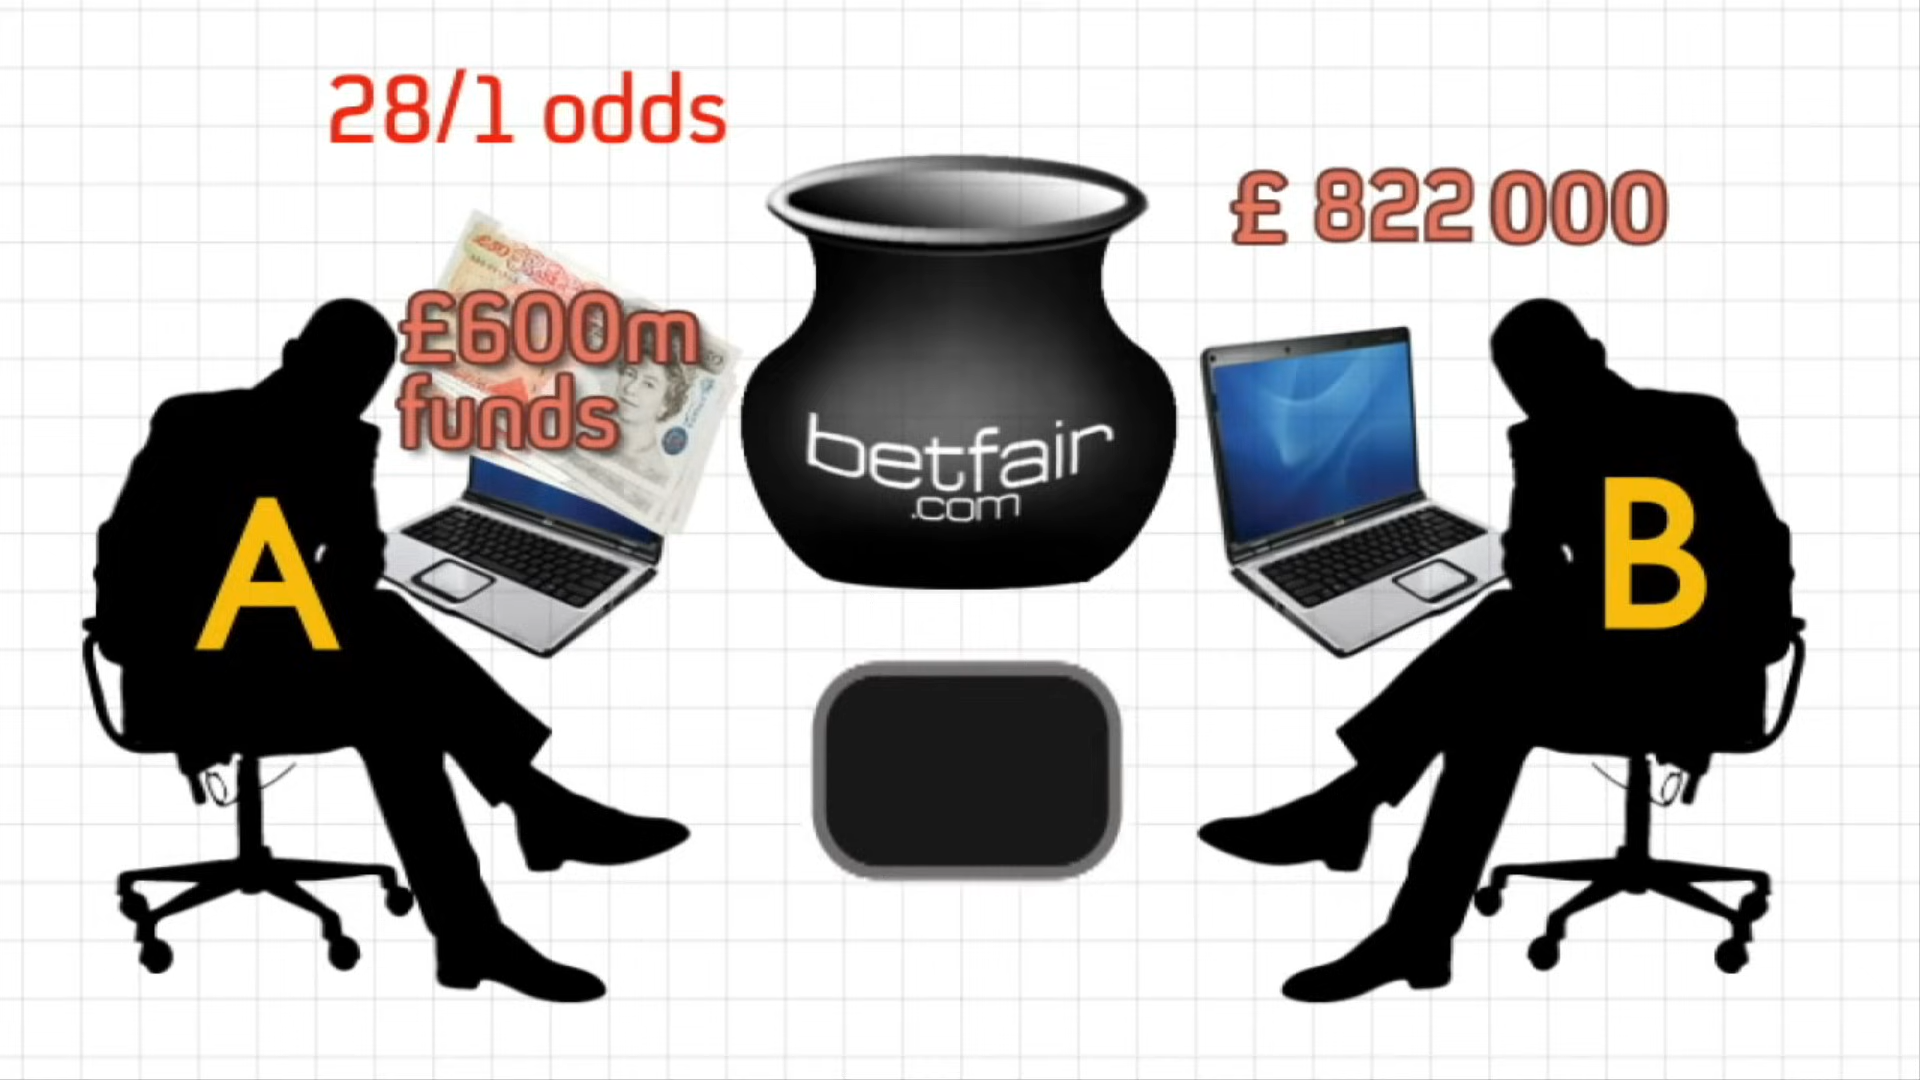 28/1 odds
£ 822 000
£600m
funds
betfair
.com
A
B